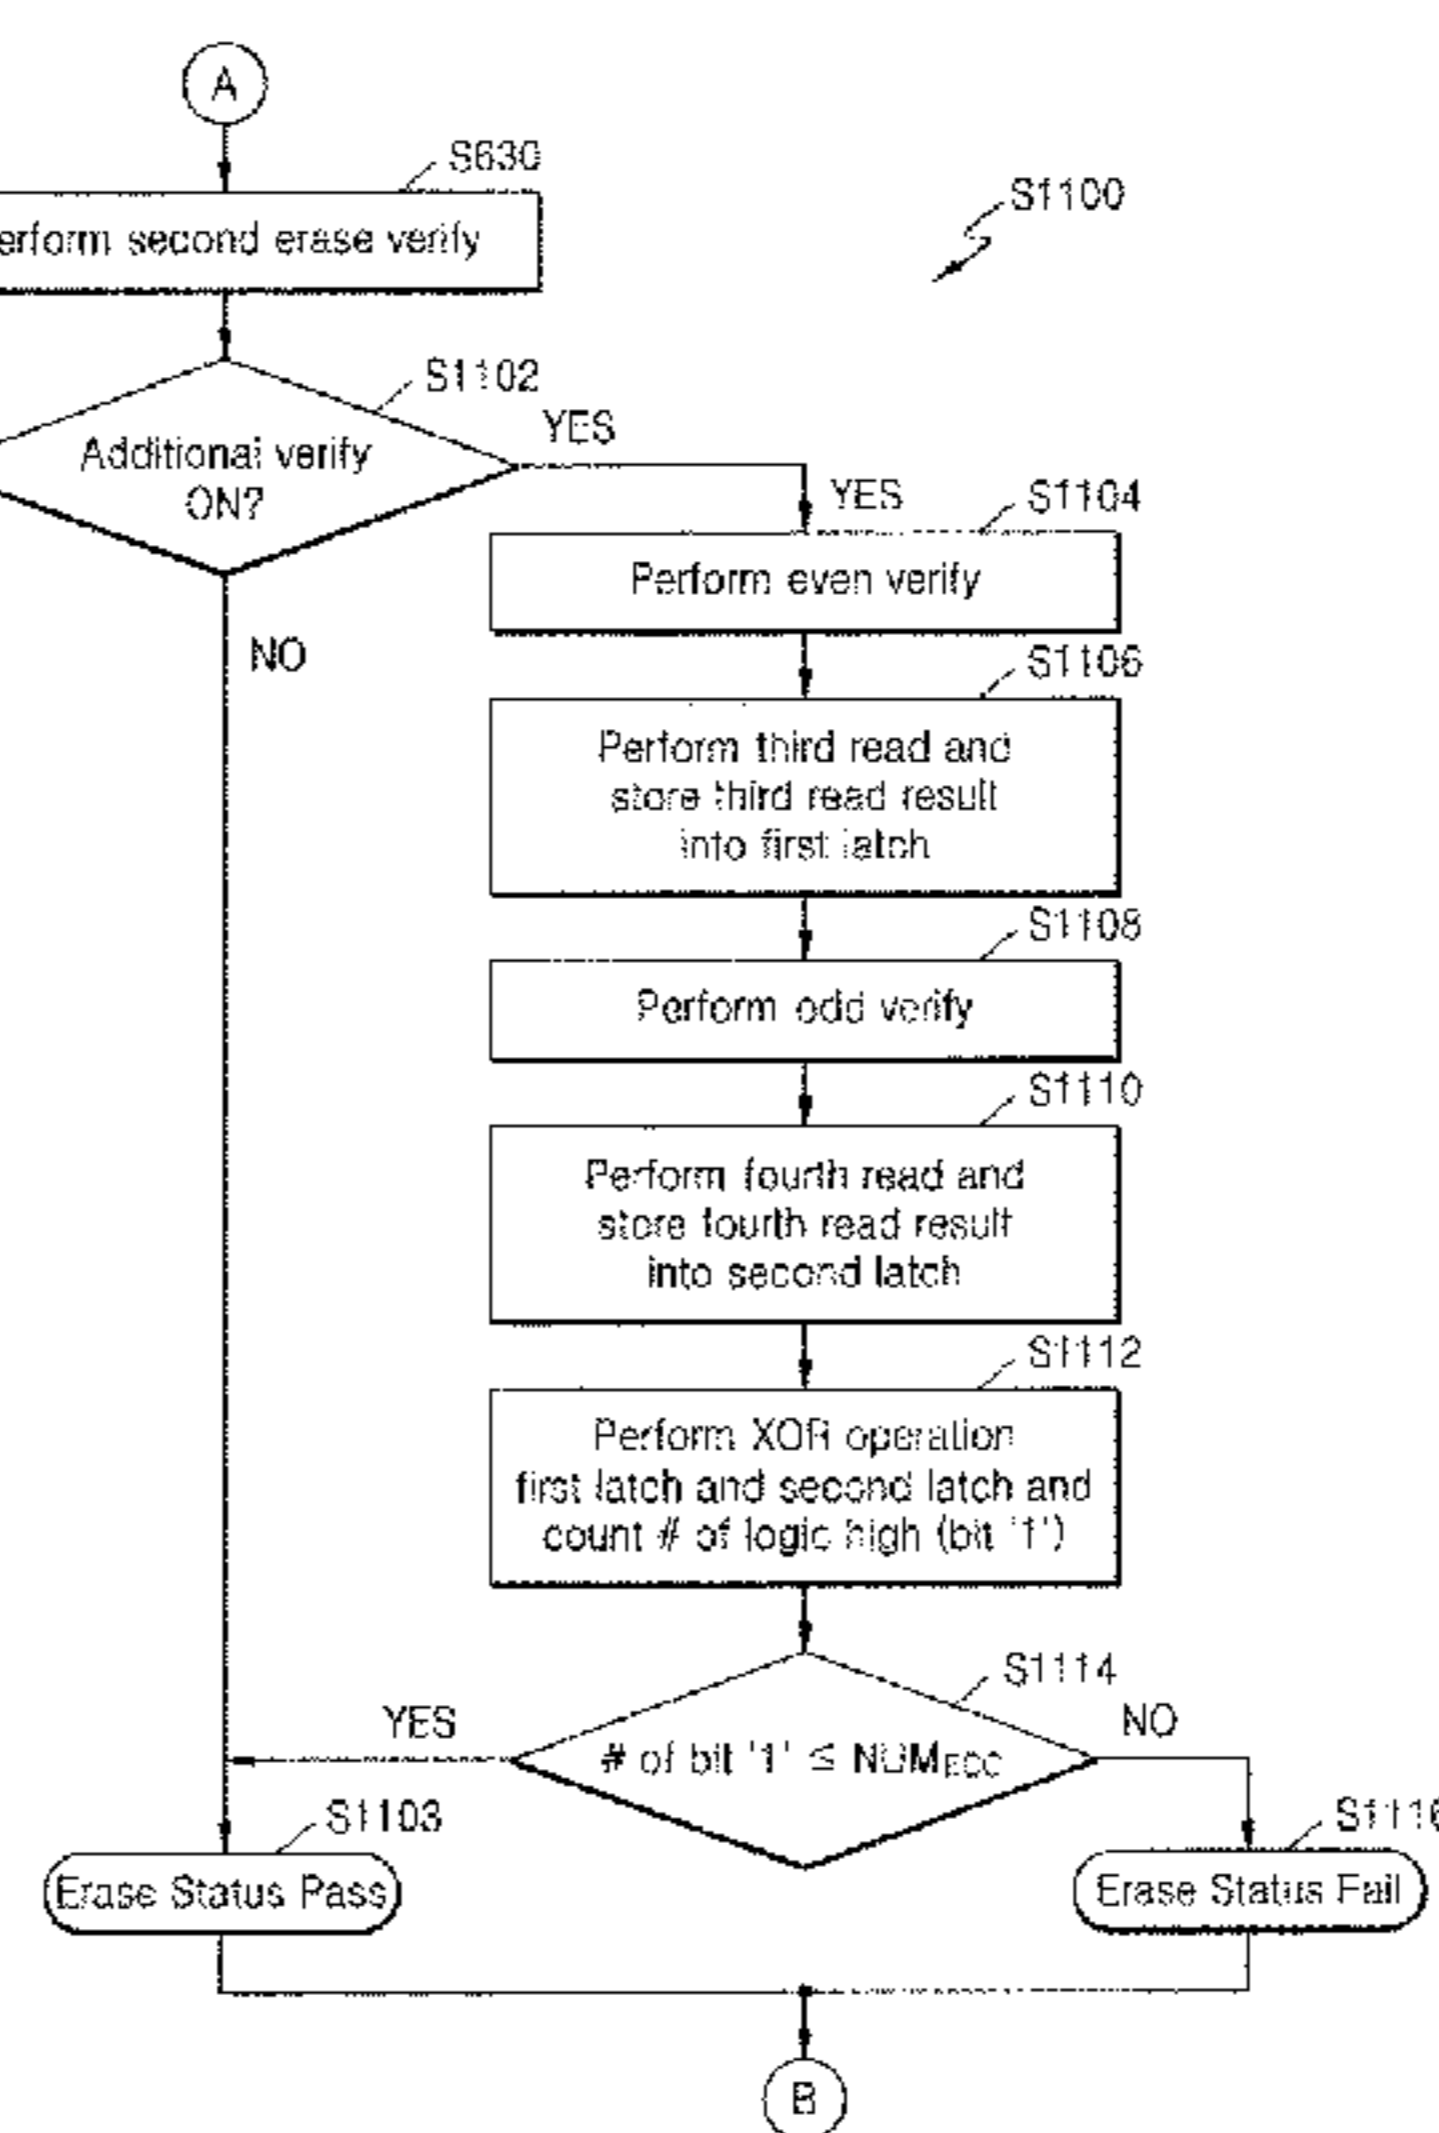 A
S630
erform second erase verify
S1100
S1102
Additional verify
ON?
YES
YES
NO
S1104
Perform even verify
S1106
Perform third read and
store third read result
into first latch
S1108
Perform odd verify
S1110
Perform fourth read and
store fourth read result
into second latch
S1112
Perform XOR operation
first latch and second latch and
count # of logic high (bit '1')
S1114
# of bit '1' ≤ NUMECC
YES
NO
S1103
Erase Status Pass
S1116
Erase Status Fail
B